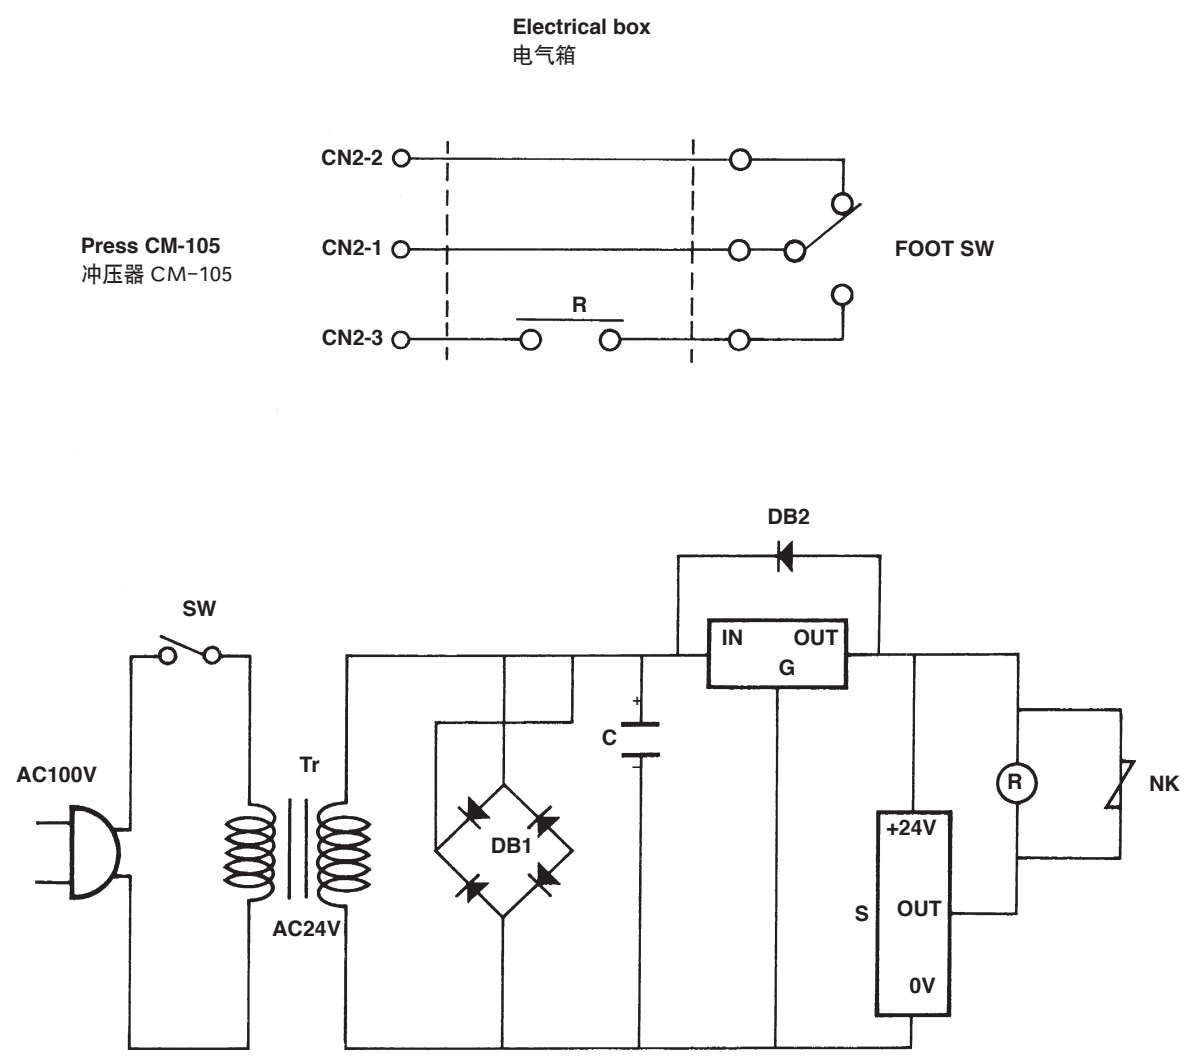 Electrical box
电气箱
CN2-2
Press CM-105
冲压器 CM-105
CN2-1
FOOT SW
R
CN2-3
DB2
SW
IN OUT
G
+
C
-
Tr
AC100V
R
NK
+24V
DB1
S
OUT
AC24V
0V